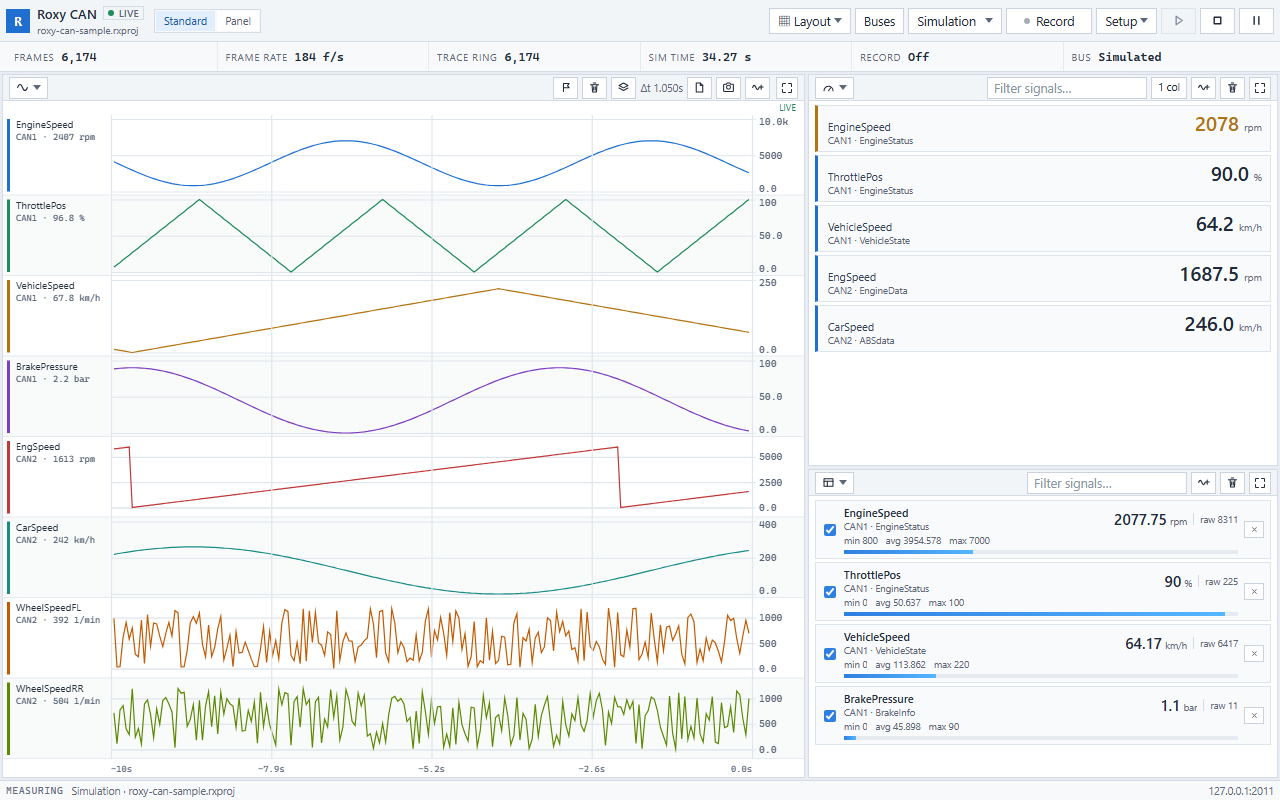 R
Roxy CAN
LIVE
roxy-can-sample.rxproj
Standard
Panel
Layout
Buses
Simulation
Record
Setup
FRAMES 6,174
FRAME RATE 184 f/s
TRACE RING 6,174
SIM TIME 34.27 s
RECORD Off
BUS Simulated
Δt 1.050s
LIVE
EngineSpeed
CAN1 · 2407 rpm
10.0k
5000
0.0
ThrottlePos
CAN1 · 96.8 %
100
50.0
0.0
VehicleSpeed
CAN1 · 67.8 km/h
250
0.0
BrakePressure
CAN1 · 2.2 bar
100
50.0
0.0
EngSpeed
CAN2 · 1613 rpm
5000
2500
0.0
CarSpeed
CAN2 · 242 km/h
400
200
0.0
WheelSpeedFL
CAN2 · 392 1/min
1000
500
0.0
WheelSpeedRR
CAN2 · 504 1/min
1000
500
0.0
-10s
-7.9s
-5.2s
-2.6s
0.0s
Filter signals...
1 col
EngineSpeed
CAN1 · EngineStatus
2078 rpm
ThrottlePos
CAN1 · EngineStatus
90.0 %
VehicleSpeed
CAN1 · VehicleState
64.2 km/h
EngSpeed
CAN2 · EngineData
1687.5 rpm
CarSpeed
CAN2 · ABSdata
246.0 km/h
Filter signals...
EngineSpeed
CAN1 · EngineStatus
min 800 avg 3954.578 max 7000
2077.75 rpm
raw 8311
×
ThrottlePos
CAN1 · EngineStatus
min 0 avg 50.637 max 100
90 %
raw 225
×
VehicleSpeed
CAN1 · VehicleState
min 0 avg 113.862 max 220
64.17 km/h
raw 6417
×
BrakePressure
CAN1 · BrakeInfo
min 0 avg 45.898 max 90
1.1 bar
raw 11
×
MEASURING Simulation · roxy-can-sample.rxproj
127.0.0.1:2011